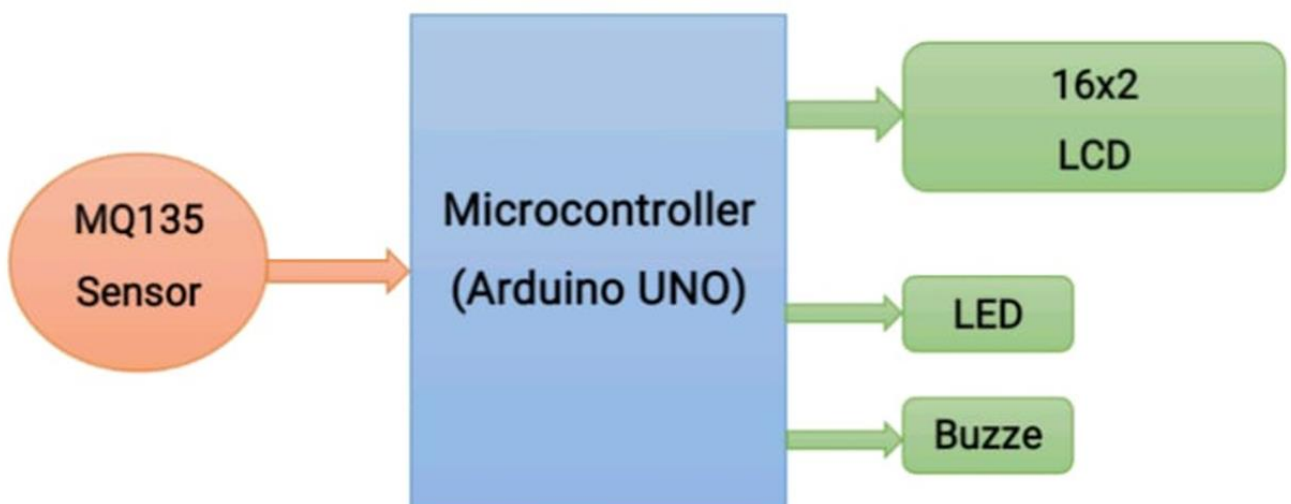 MQ135
Sensor
Microcontroller
(Arduino UNO)
16x2
LCD
LED
Buzze